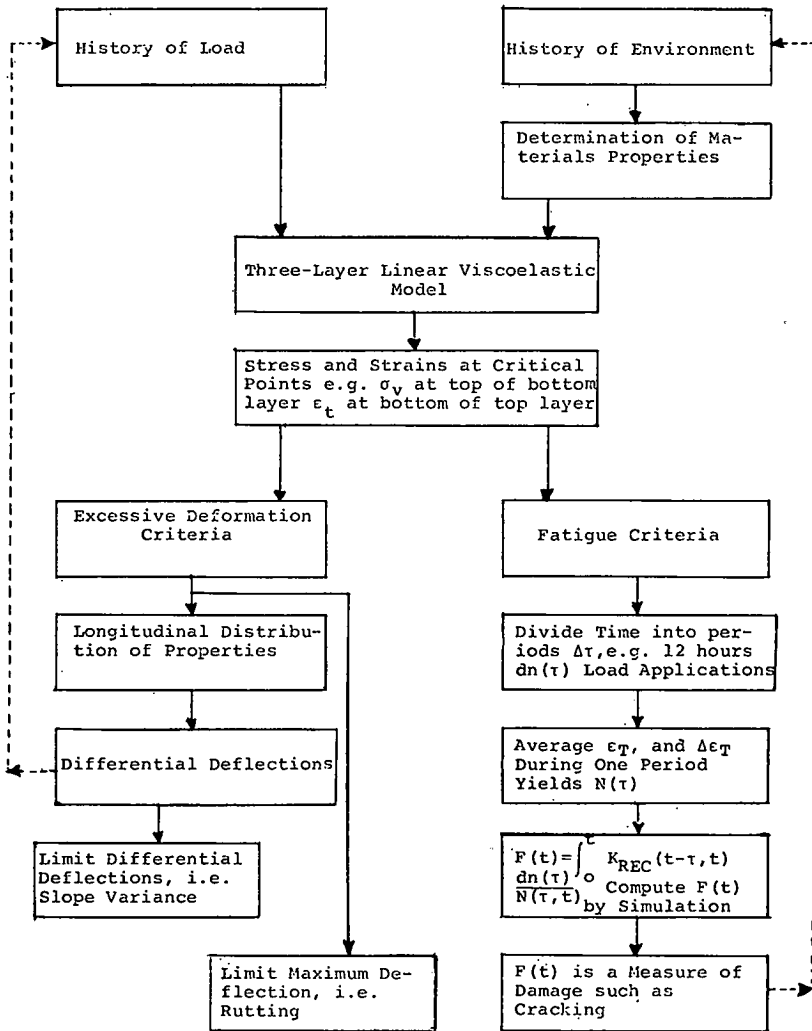 History of Load
History of Environment
Determination of Ma-
terials Properties
Three-Layer Linear Viscoelastic
Model
Stress and Strains at Critical
Points e.g. σv at top of bottom
layer εt at bottom of top layer
Excessive Deformation
Criteria
Longitudinal Distribu-
tion of Properties
Differential Deflections
Limit Differential
Deflections, i.e.
Slope Variance
Limit Maximum De-
flection, i.e.
Rutting
Fatigue Criteria
Divide Time into per-
iods Δτ, e.g. 12 hours
dn(τ) Load Applications
Average εT, and ΔεT
During One Period
Yields N(τ)
F(t)=∫₀ᵗ KREC(t-τ,t)
dn(τ)
N(τ,t) Compute F(t)
by Simulation
F(t) is a Measure of
Damage such as
Cracking